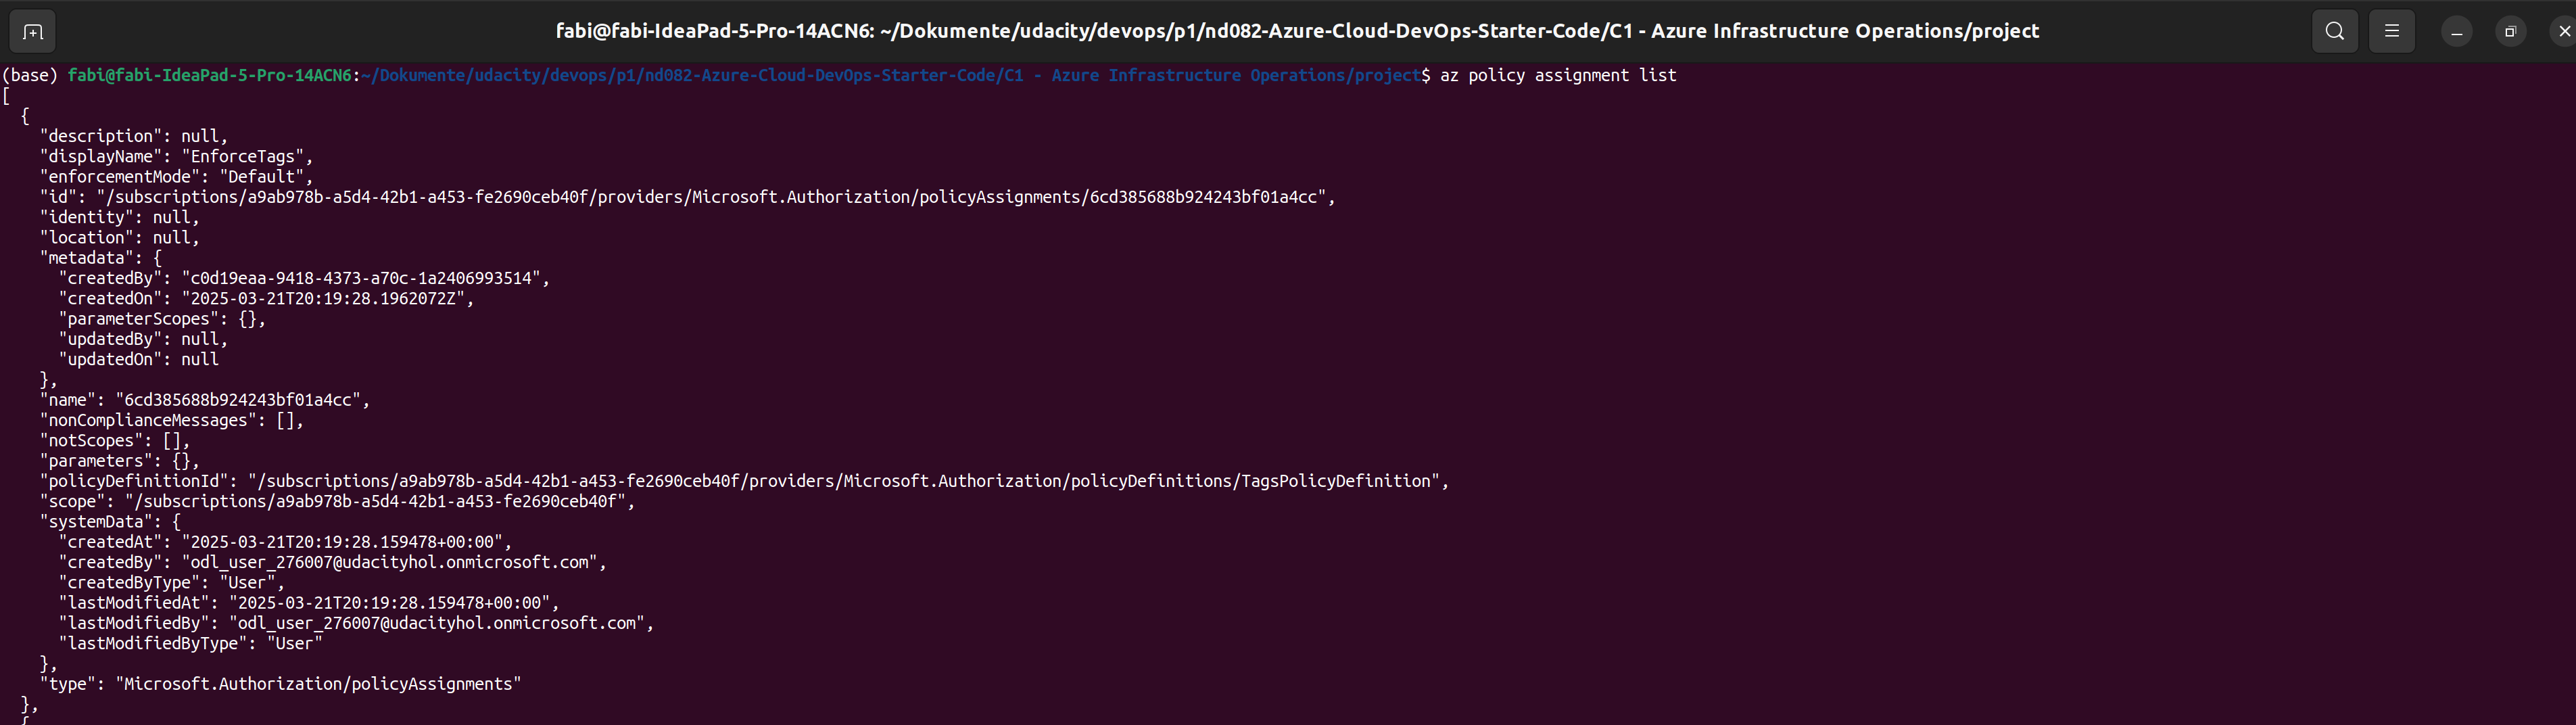 fabi@fabi-IdeaPad-5-Pro-14ACN6: ~/Dokumente/udacity/devops/p1/nd082-Azure-Cloud-DevOps-Starter-Code/C1 - Azure Infrastructure Operations/project
(base) fabi@fabi-IdeaPad-5-Pro-14ACN6:~/Dokumente/udacity/devops/p1/nd082-Azure-Cloud-DevOps-Starter-Code/C1 - Azure Infrastructure Operations/project$ az policy assignment list
[
  {
    "description": null,
    "displayName": "EnforceTags",
    "enforcementMode": "Default",
    "id": "/subscriptions/a9ab978b-a5d4-42b1-a453-fe2690ceb40f/providers/Microsoft.Authorization/policyAssignments/6cd385688b924243bf01a4cc",
    "identity": null,
    "location": null,
    "metadata": {
      "createdBy": "c0d19eaa-9418-4373-a70c-1a2406993514",
      "createdOn": "2025-03-21T20:19:28.1962072Z",
      "parameterScopes": {},
      "updatedBy": null,
      "updatedOn": null
    },
    "name": "6cd385688b924243bf01a4cc",
    "nonComplianceMessages": [],
    "notScopes": [],
    "parameters": {},
    "policyDefinitionId": "/subscriptions/a9ab978b-a5d4-42b1-a453-fe2690ceb40f/providers/Microsoft.Authorization/policyDefinitions/TagsPolicyDefinition",
    "scope": "/subscriptions/a9ab978b-a5d4-42b1-a453-fe2690ceb40f",
    "systemData": {
      "createdAt": "2025-03-21T20:19:28.159478+00:00",
      "createdBy": "odl_user_276007@udacityhol.onmicrosoft.com",
      "createdByType": "User",
      "lastModifiedAt": "2025-03-21T20:19:28.159478+00:00",
      "lastModifiedBy": "odl_user_276007@udacityhol.onmicrosoft.com",
      "lastModifiedByType": "User"
    },
    "type": "Microsoft.Authorization/policyAssignments"
  },
  {